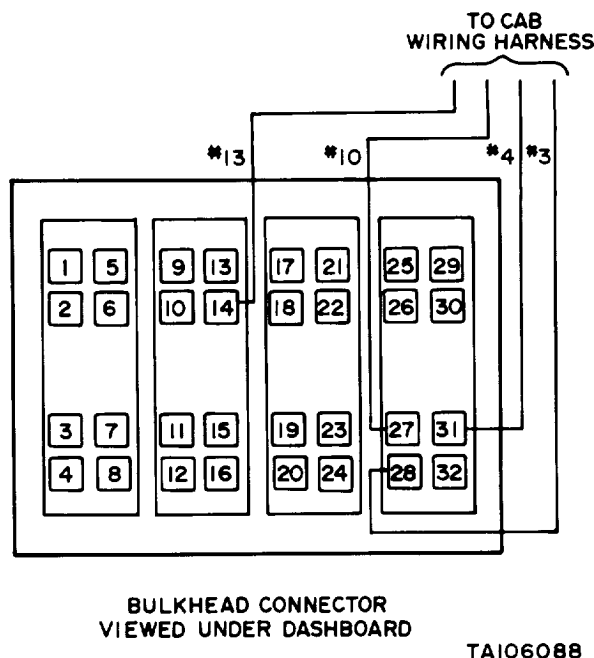 TO CAB
WIRING HARNESS
#13 #10 #4 #3
1 5 9 13 17 21 25 29
2 6 10 14 18 22 26 30
3 7 11 15 19 23 27 31
4 8 12 16 20 24 28 32
BULKHEAD CONNECTOR
VIEWED UNDER DASHBOARD
TA106088